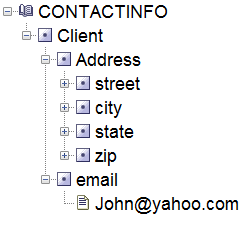 CONTACTINFO
Client
Address
street
city
state
zip
email
John@yahoo.com